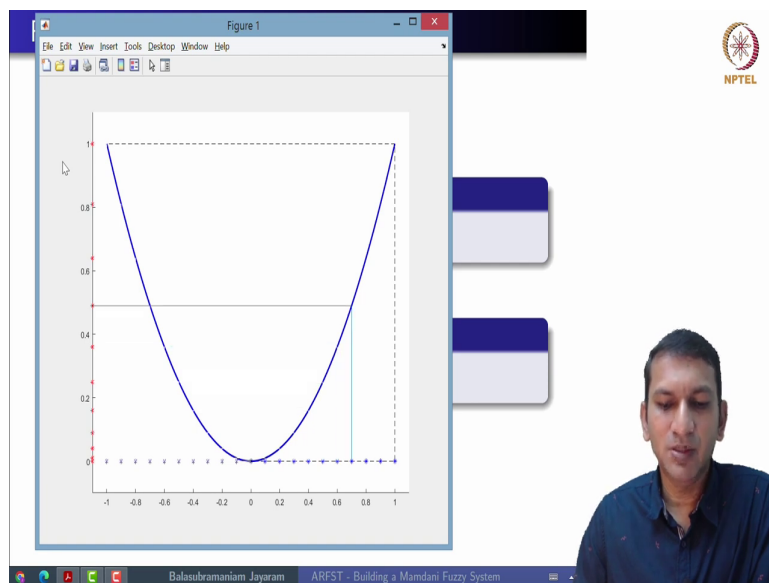 Figure 1
File Edit View Insert Tools Desktop Window Help
NPTEL
1
0.8
0.6
0.4
0.2
0
-1 -0.8 -0.6 -0.4 -0.2 0 0.2 0.4 0.6 0.8 1
Balasubramaniam Jayaram ARFST - Building a Mamdani Fuzzy System